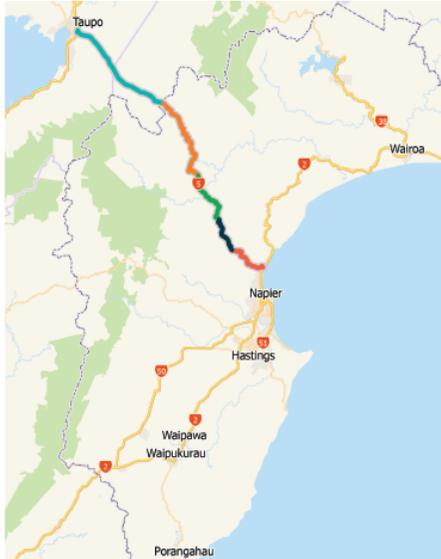 Taupo
38
Wairoa
2
5
Napier
51
Hastings
50
2
Waipawa
Waipukurau
2
Porangahau